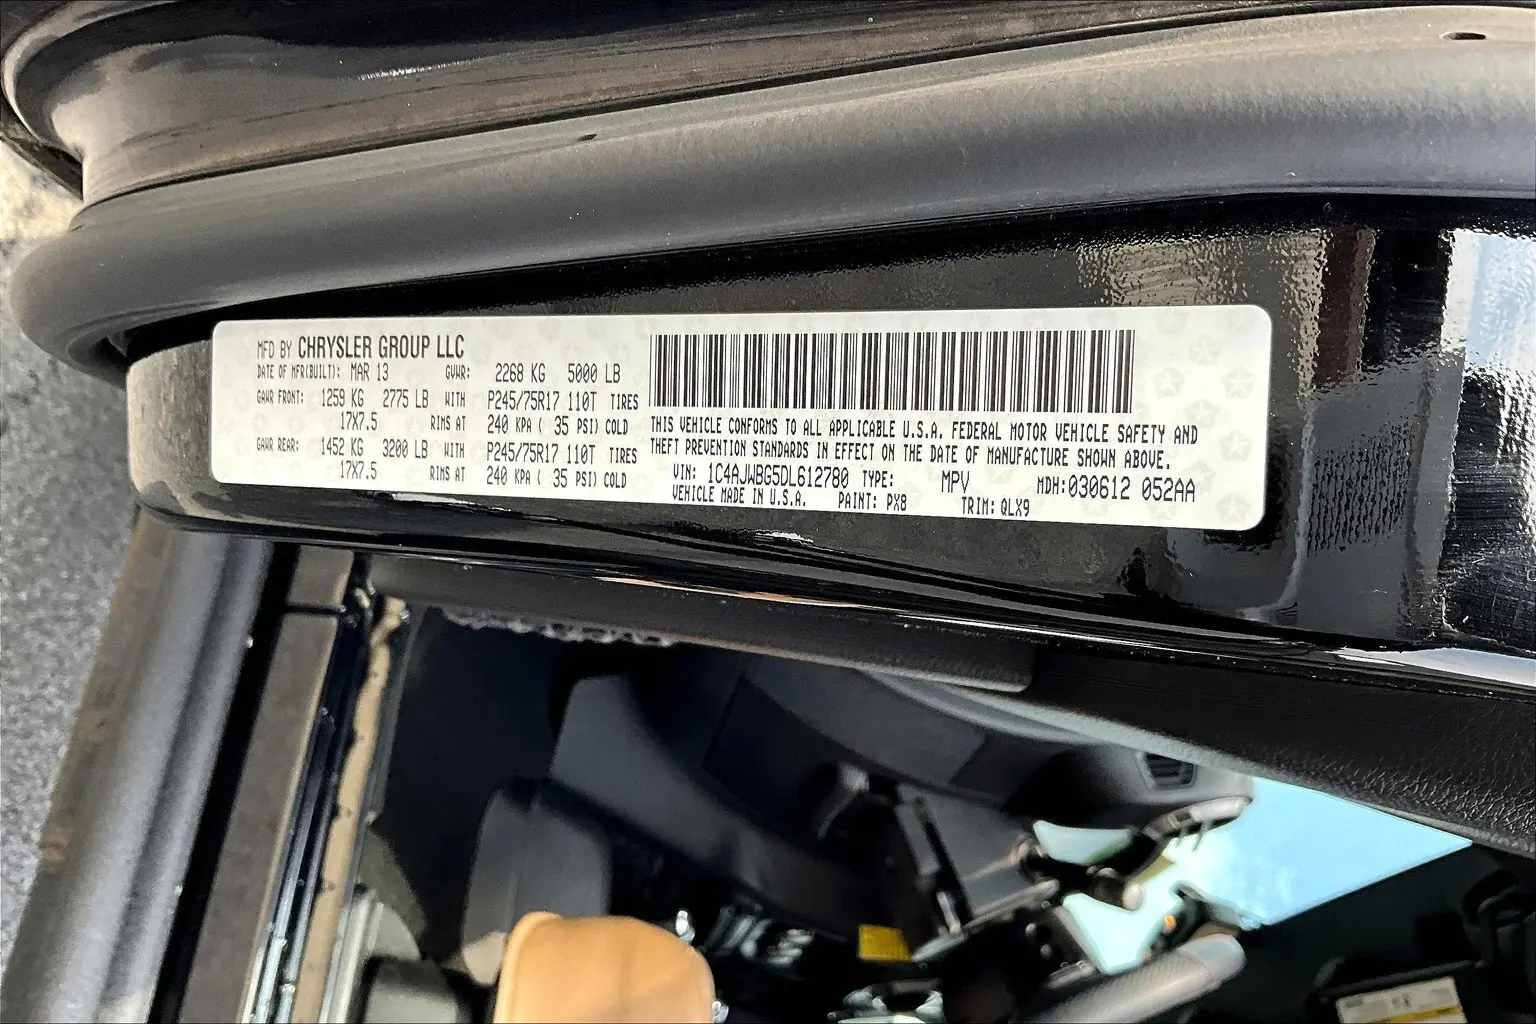 MFD BY CHRYSLER GROUP LLC
DATE OF MFR(BUILT): MAR 13 GVWR: 2268 KG 5000 LB
GAWR FRONT: 1259 KG 2775 LB WITH P245/75R17 110T TIRES
17X7.5 RIMS AT 240 KPA ( 35 PSI) COLD
GAWR REAR: 1452 KG 3200 LB WITH P245/75R17 110T TIRES
17X7.5 RIMS AT 240 KPA ( 35 PSI) COLD
THIS VEHICLE CONFORMS TO ALL APPLICABLE U.S.A. FEDERAL MOTOR VEHICLE SAFETY AND
THEFT PREVENTION STANDARDS IN EFFECT ON THE DATE OF MANUFACTURE SHOWN ABOVE.
VIN: 1C4AJWBG5DL612780 TYPE: MPV MDH:030612 052AA
VEHICLE MADE IN U.S.A. PAINT: PX8 TRIM: QLX9